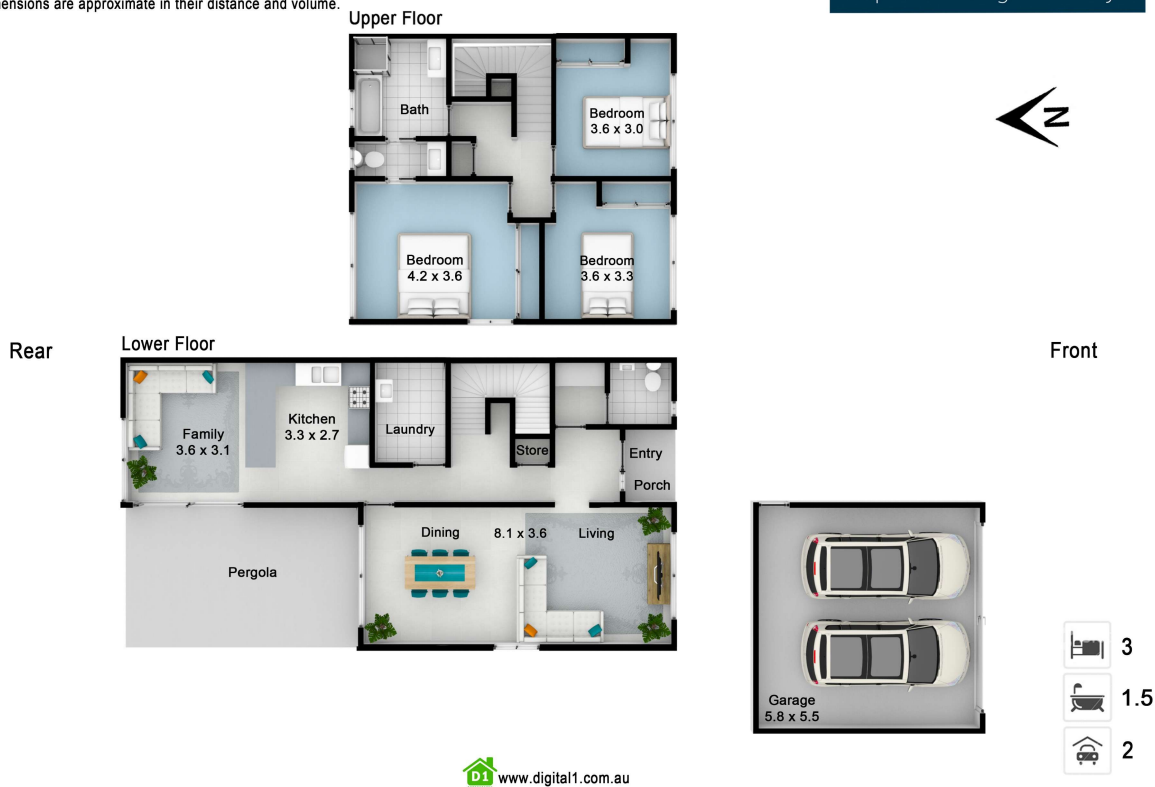 are approximate in their distance and volume.
Upper Floor
Bath
Bedroom
3.6 x 3.0
N
Bedroom
4.2 x 3.6
Bedroom
3.6 x 3.3
Rear
Lower Floor
Front
Family
3.6 x 3.1
Kitchen
3.3 x 2.7
Laundry
Store
Entry
Porch
Dining
8.1 x 3.6
Living
Pergola
Garage
5.8 x 5.5
3
1.5
2
D1 www.digital1.com.au